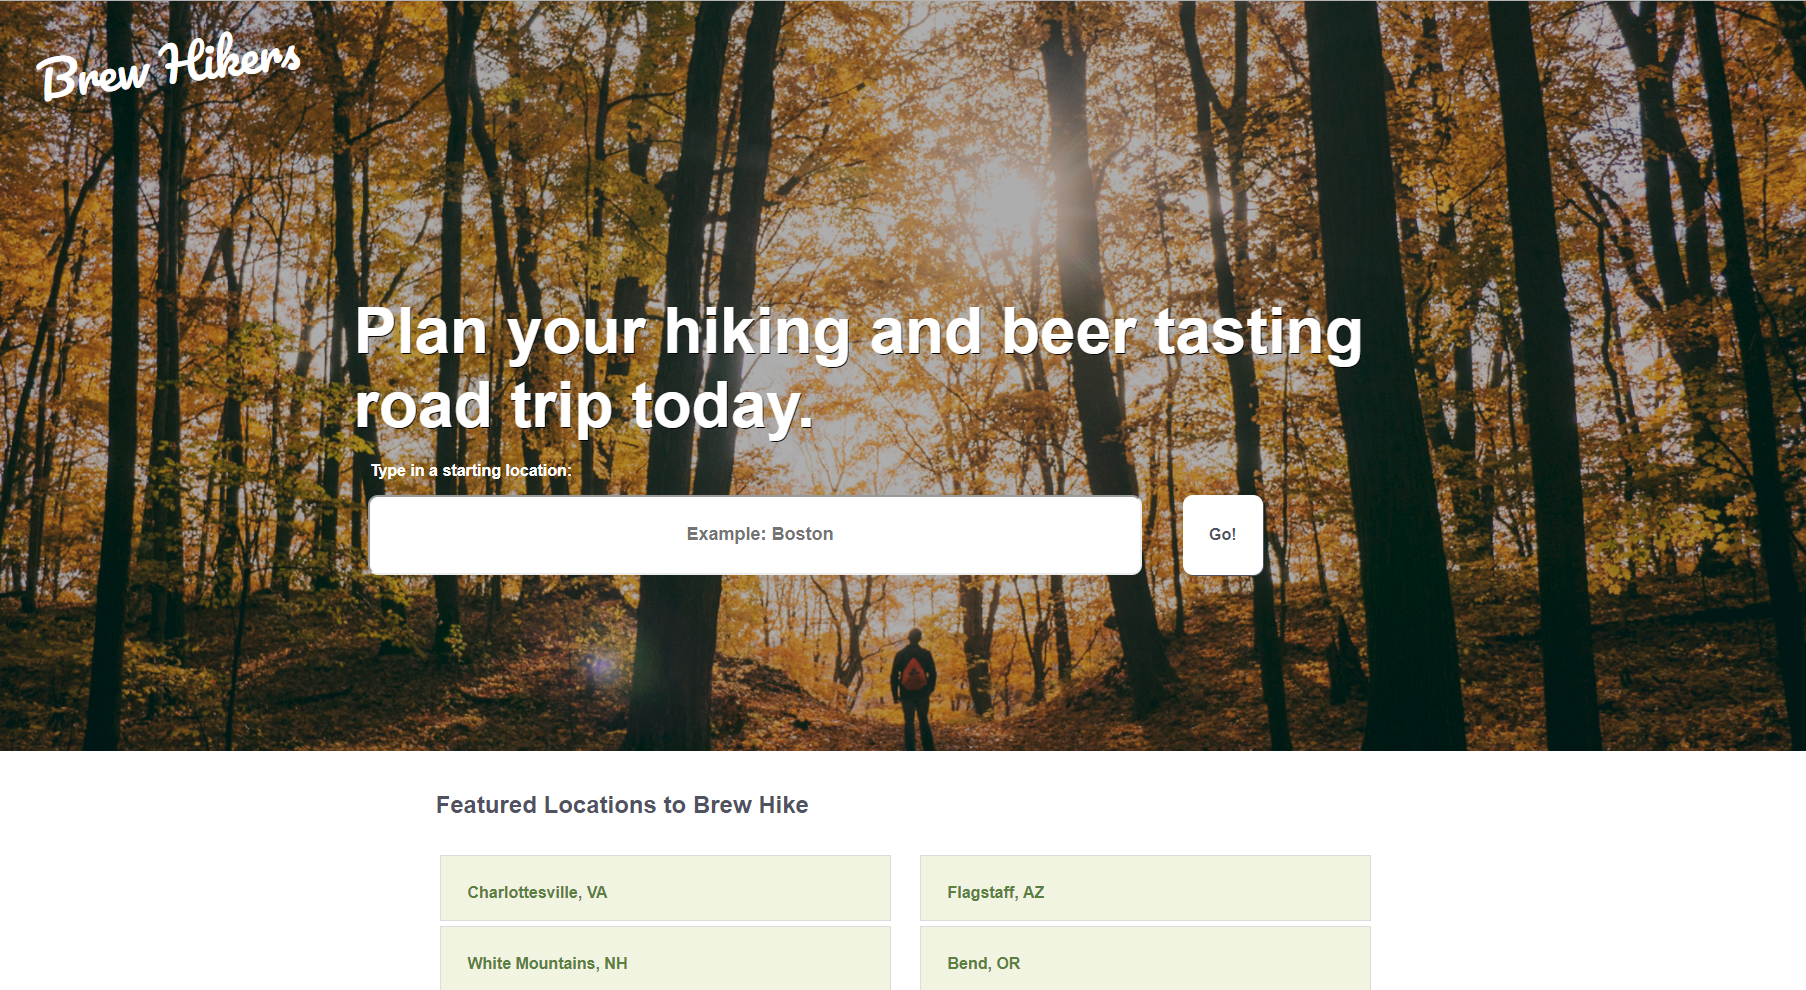 Brew Hikers
Plan your hiking and beer tasting
road trip today.
Type in a starting location:
Example: Boston
Go!
Featured Locations to Brew Hike
Charlottesville, VA
Flagstaff, AZ
White Mountains, NH
Bend, OR